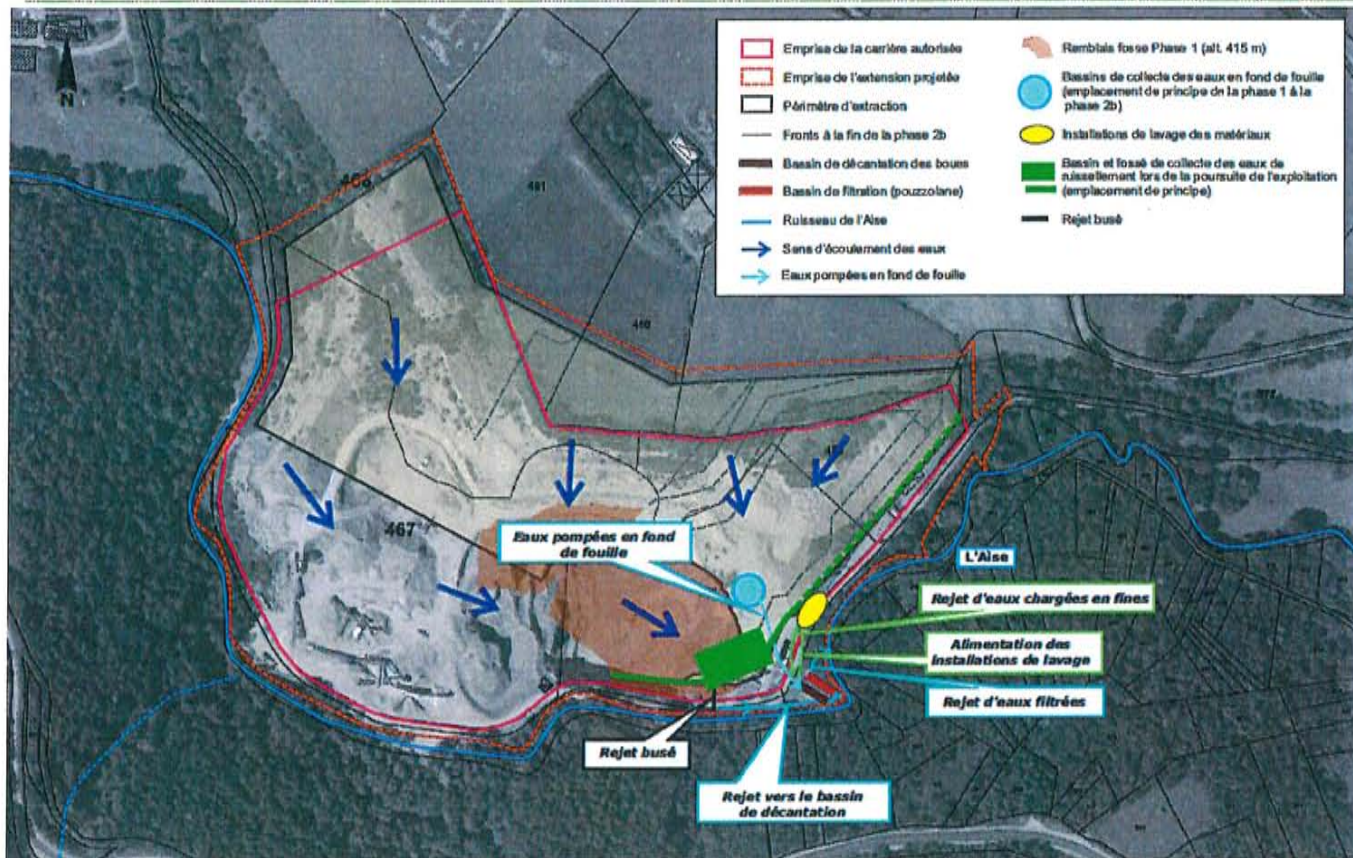 N
Emprise de la carrière autorisée
Emprise de l'extension projetée
Périmètre d'extraction
Fronts à la fin de la phase 2b
Bassin de décantation des boues
Bassin de filtration (pouzzolane)
Ruisseau de l'Aise
Sens d'écoulement des eaux
Eaux pompées en fond de fouille
Remblais fosse Phase 1 (alt. 415 m)
Bassins de collecte des eaux en fond de fouille
(emplacement de principe de la phase 1 à la
phase 2b)
Installations de lavage des matériaux
Bassin et fossé de collecte des eaux de
ruissellement lors de la poursuite de l'exploitation
(emplacement de principe)
Rejet busé
481
467
Eaux pompées en fond
de fouille
L'Aise
Rejet d'eaux chargées en fines
Alimentation des
installations de lavage
Rejet d'eaux filtrées
Rejet busé
Rejet vers le bassin
de décantation